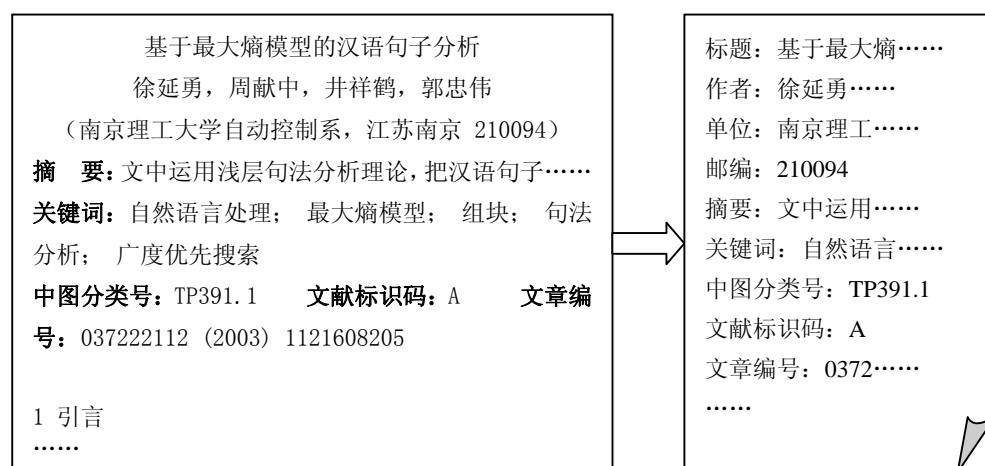 基于最大熵模型的汉语句子分析
徐延勇，周献中，井祥鹤，郭忠伟
（南京理工大学自动控制系，江苏南京 210094）
摘 要：文中运用浅层句法分析理论，把汉语句子……
关键词：自然语言处理； 最大熵模型； 组块； 句法
分析； 广度优先搜索
中图分类号：TP391.1 文献标识码：A 文章编
号：037222112 (2003) 1121608205
1 引言
……
标题：基于最大熵……
作者：徐延勇……
单位：南京理工……
邮编：210094
摘要：文中运用……
关键词：自然语言……
中图分类号：TP391.1
文献标识码：A
文章编号：0372……
……